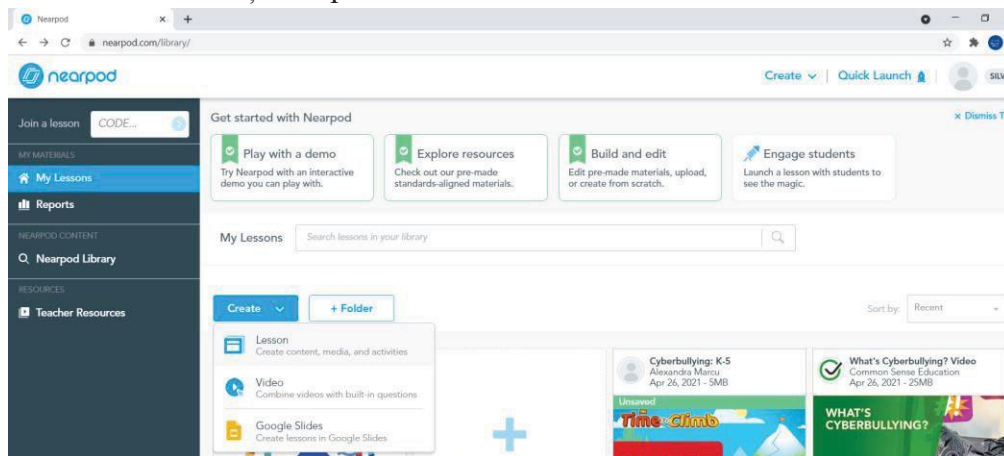 Nearpod
nearpod.com/library/
nearpod
Create
Quick Launch
Join a lesson
CODE...
Get started with Nearpod
× Dismiss
Play with a demo
Try Nearpod with an interactive
demo you can play with.
Explore resources
Check out our pre-made
standards-aligned materials.
Build and edit
Edit pre-made materials, upload,
or create from scratch.
Engage students
Launch a lesson with students to
see the magic.
MY MATERIALS
My Lessons
Reports
NEARPOD CONTENT
Nearpod Library
RESOURCES
Teacher Resources
My Lessons
Search lessons in your library
Create
+ Folder
Sort by:
Recent
Lesson
Create content, media, and activities
Video
Combine videos with built-in questions
Google Slides
Create lessons in Google Slides
Cyberbullying: K-5
Alexandra Marcu
Apr 26, 2021 - 5MB
Unsaved
Time to Climb
What's Cyberbullying? Video
Common Sense Education
Apr 26, 2021 - 25MB
WHAT'S
CYBERBULLYING?